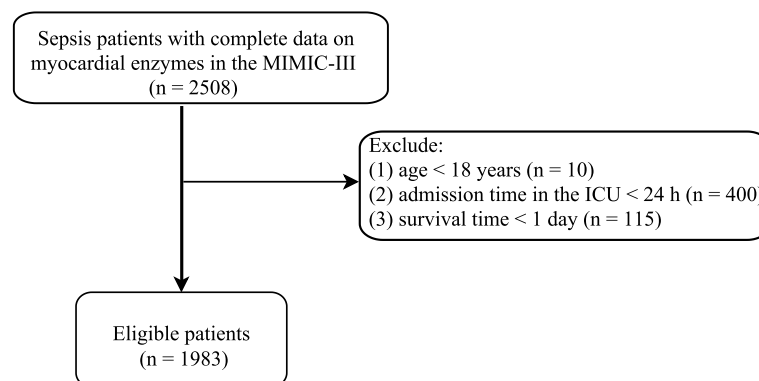 Sepsis patients with complete data on
myocardial enzymes in the MIMIC-III
(n = 2508)
Exclude:
(1) age < 18 years (n = 10)
(2) admission time in the ICU < 24 h (n = 400)
(3) survival time < 1 day (n = 115)
Eligible patients
(n = 1983)